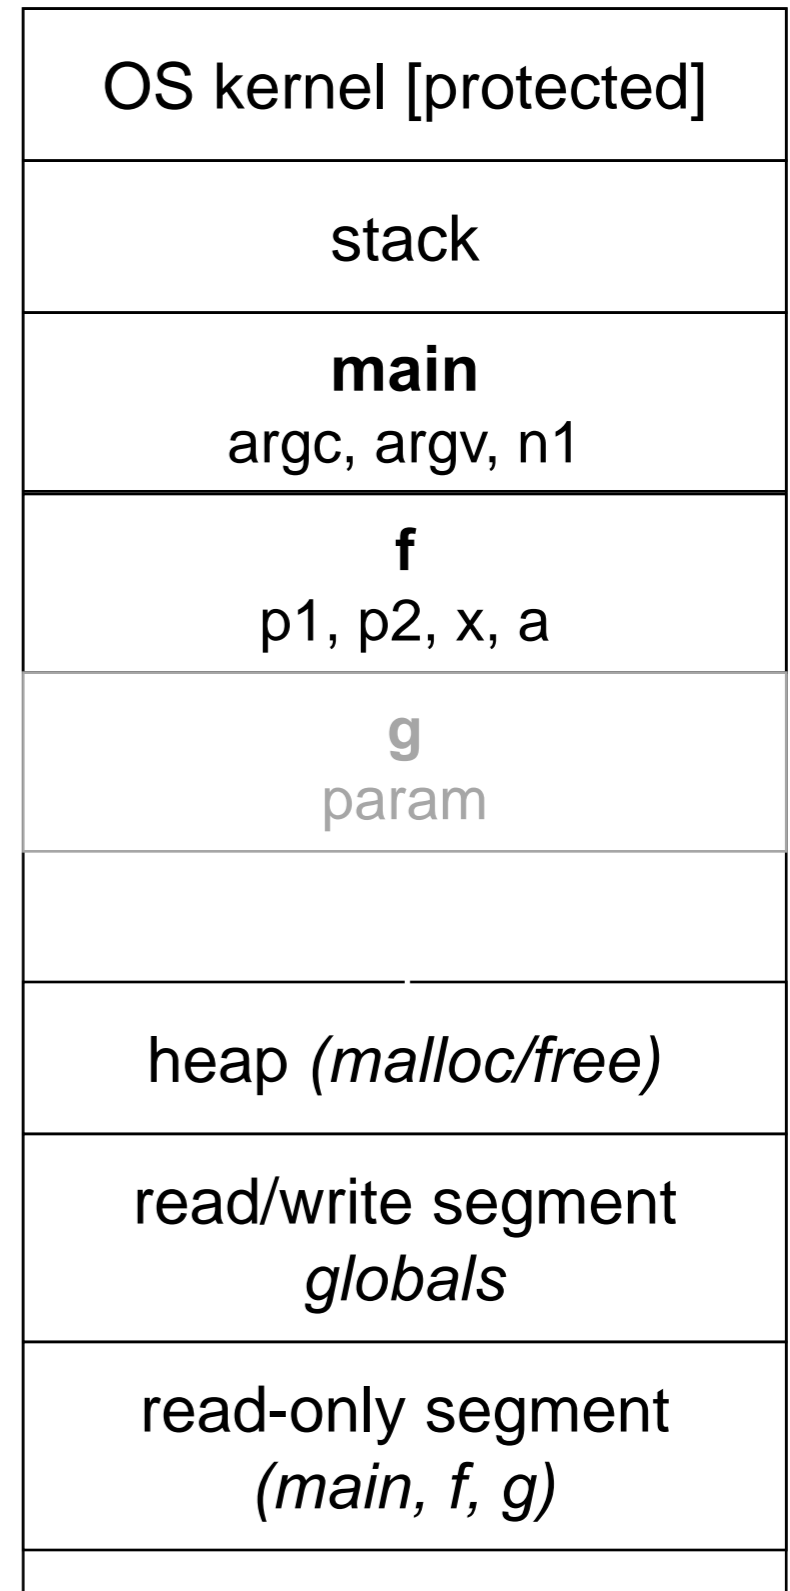 OS kernel [protected]
stack
main
argc, argv, n1
f
p1, p2, x, a
g
param
heap (malloc/free)
read/write segment
globals
read-only segment
(main, f, g)